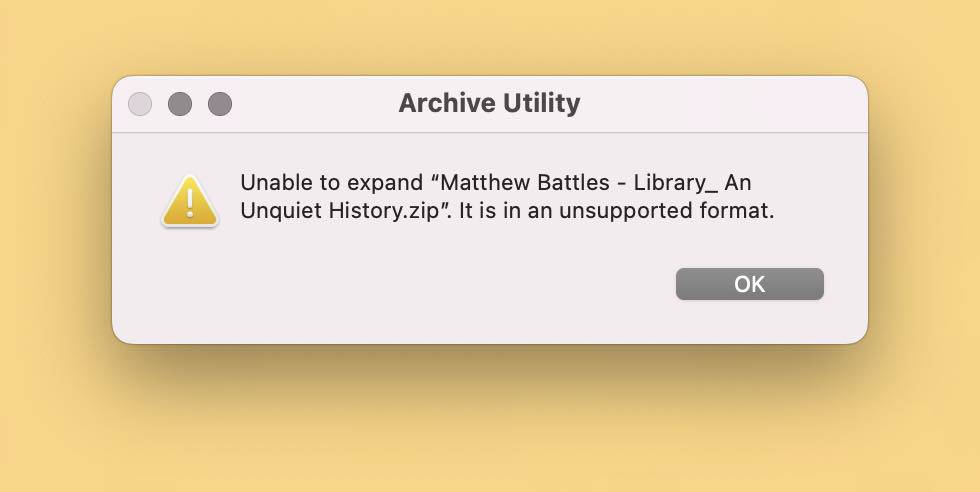 Archive Utility
Unable to expand “Matthew Battles - Library_ An
Unquiet History.zip”. It is in an unsupported format.
OK